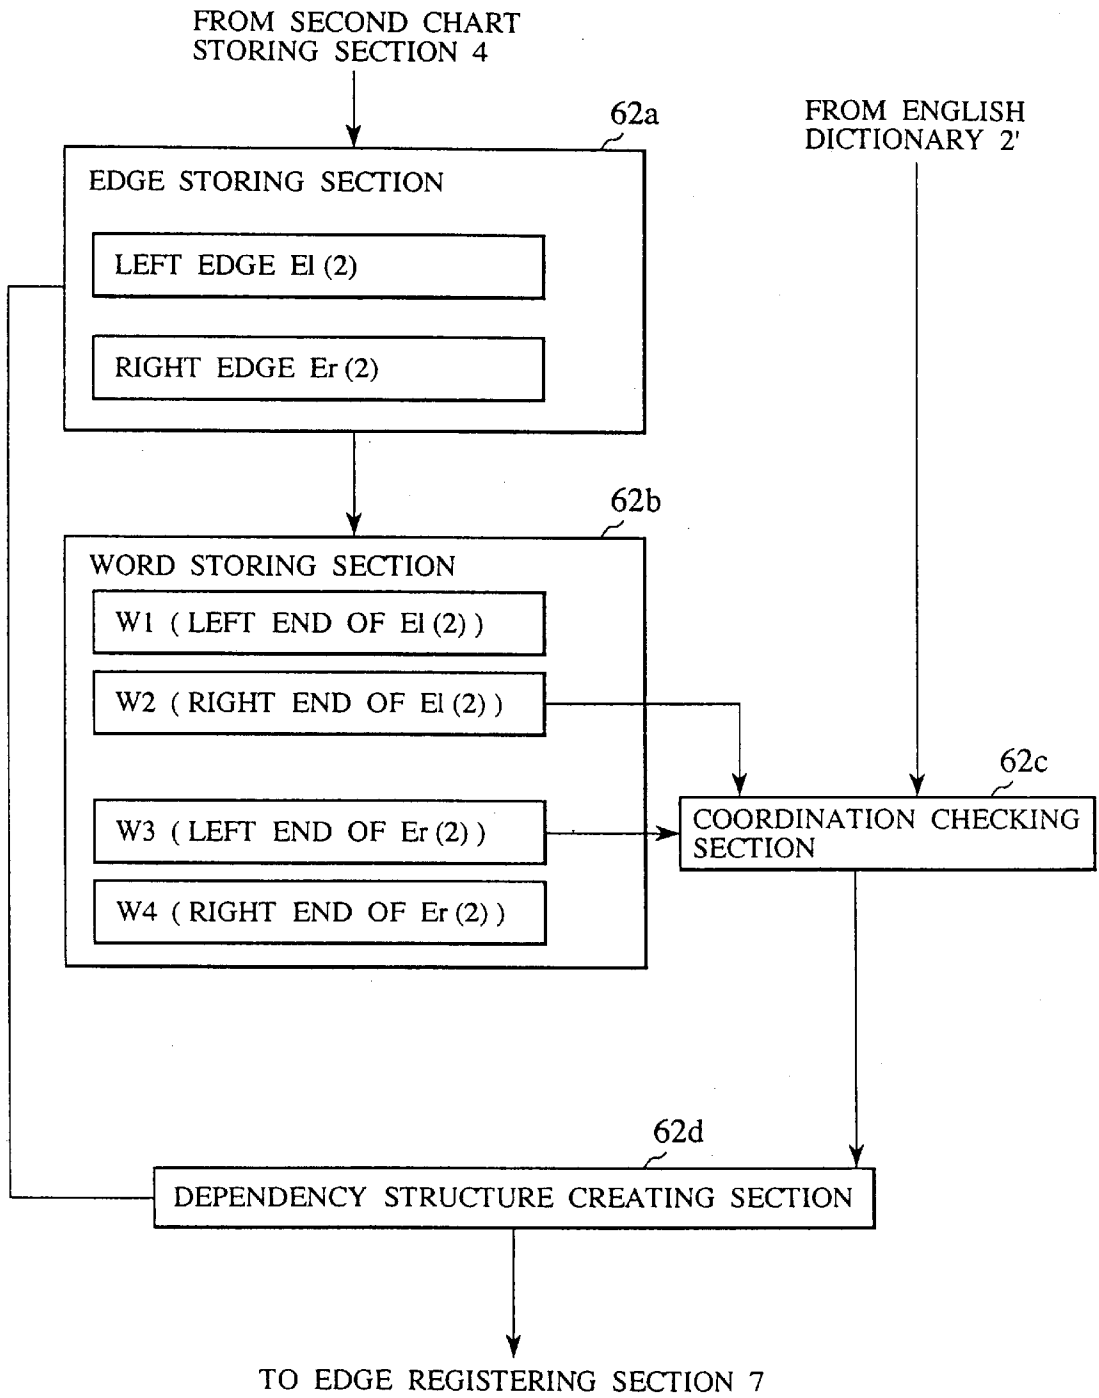 FROM SECOND CHART
STORING SECTION 4
62a
FROM ENGLISH
DICTIONARY 2'
EDGE STORING SECTION
LEFT EDGE El (2)
RIGHT EDGE Er (2)
62b
WORD STORING SECTION
W1 ( LEFT END OF El (2) )
W2 ( RIGHT END OF El (2) )
62c
W3 ( LEFT END OF Er (2) )
COORDINATION CHECKING
SECTION
W4 ( RIGHT END OF Er (2) )
62d
DEPENDENCY STRUCTURE CREATING SECTION
TO EDGE REGISTERING SECTION 7